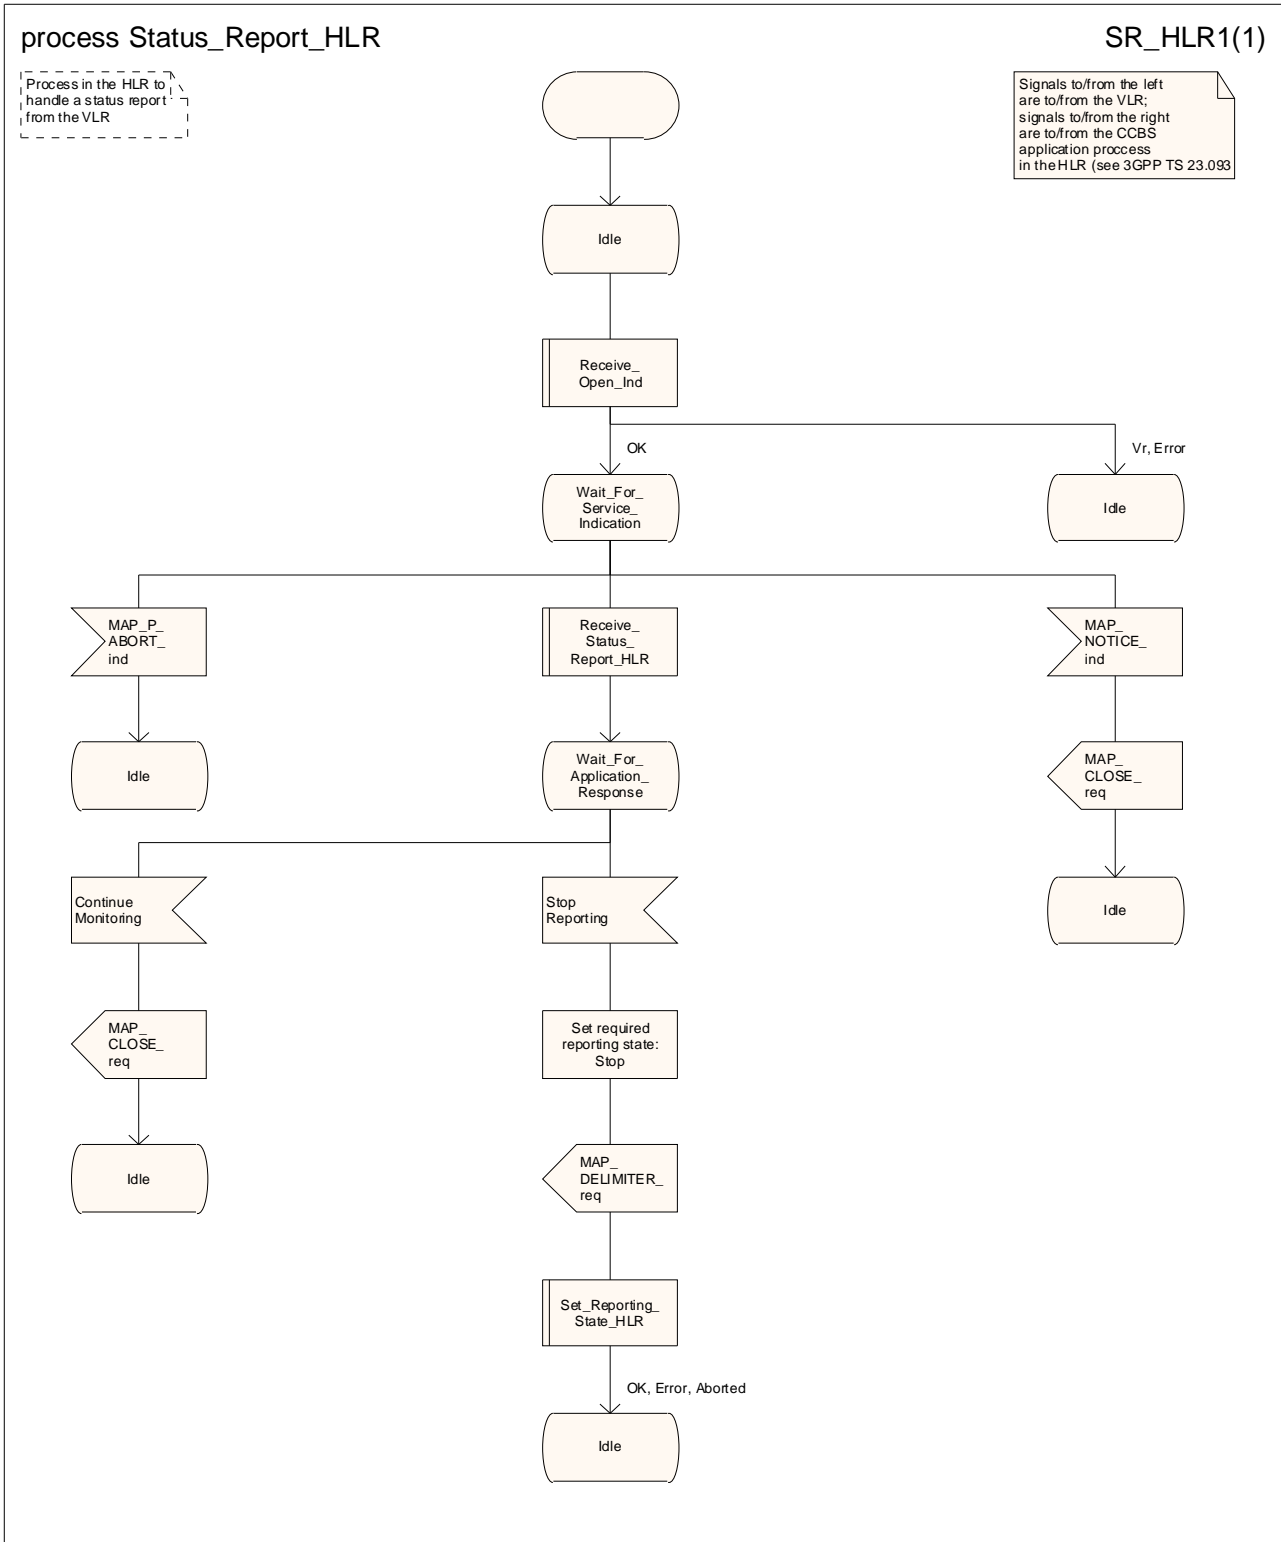 process Status_Report_HLR
SR_HLR1(1)
Process in the HLR to
handle a status report
from the VLR
Signals to/from the left
are to/from the VLR;
signals to/from the right
are to/from the CCBS
application proccess
in the HLR (see 3GPP TS 23.093
Idle
Receive_
Open_Ind
OK
Vr, Error
Wait_For_
Service_
Indication
Idle
MAP_P_
ABORT_
ind
Receive_
Status_
Report_HLR
MAP_
NOTICE_
ind
Idle
Wait_For_
Application_
Response
MAP_
CLOSE_
req
Continue
Monitoring
Stop
Reporting
Idle
MAP_
CLOSE_
req
Set required
reporting state:
Stop
Idle
MAP_
DELIMITER_
req
Set_Reporting_
State_HLR
OK, Error, Aborted
Idle